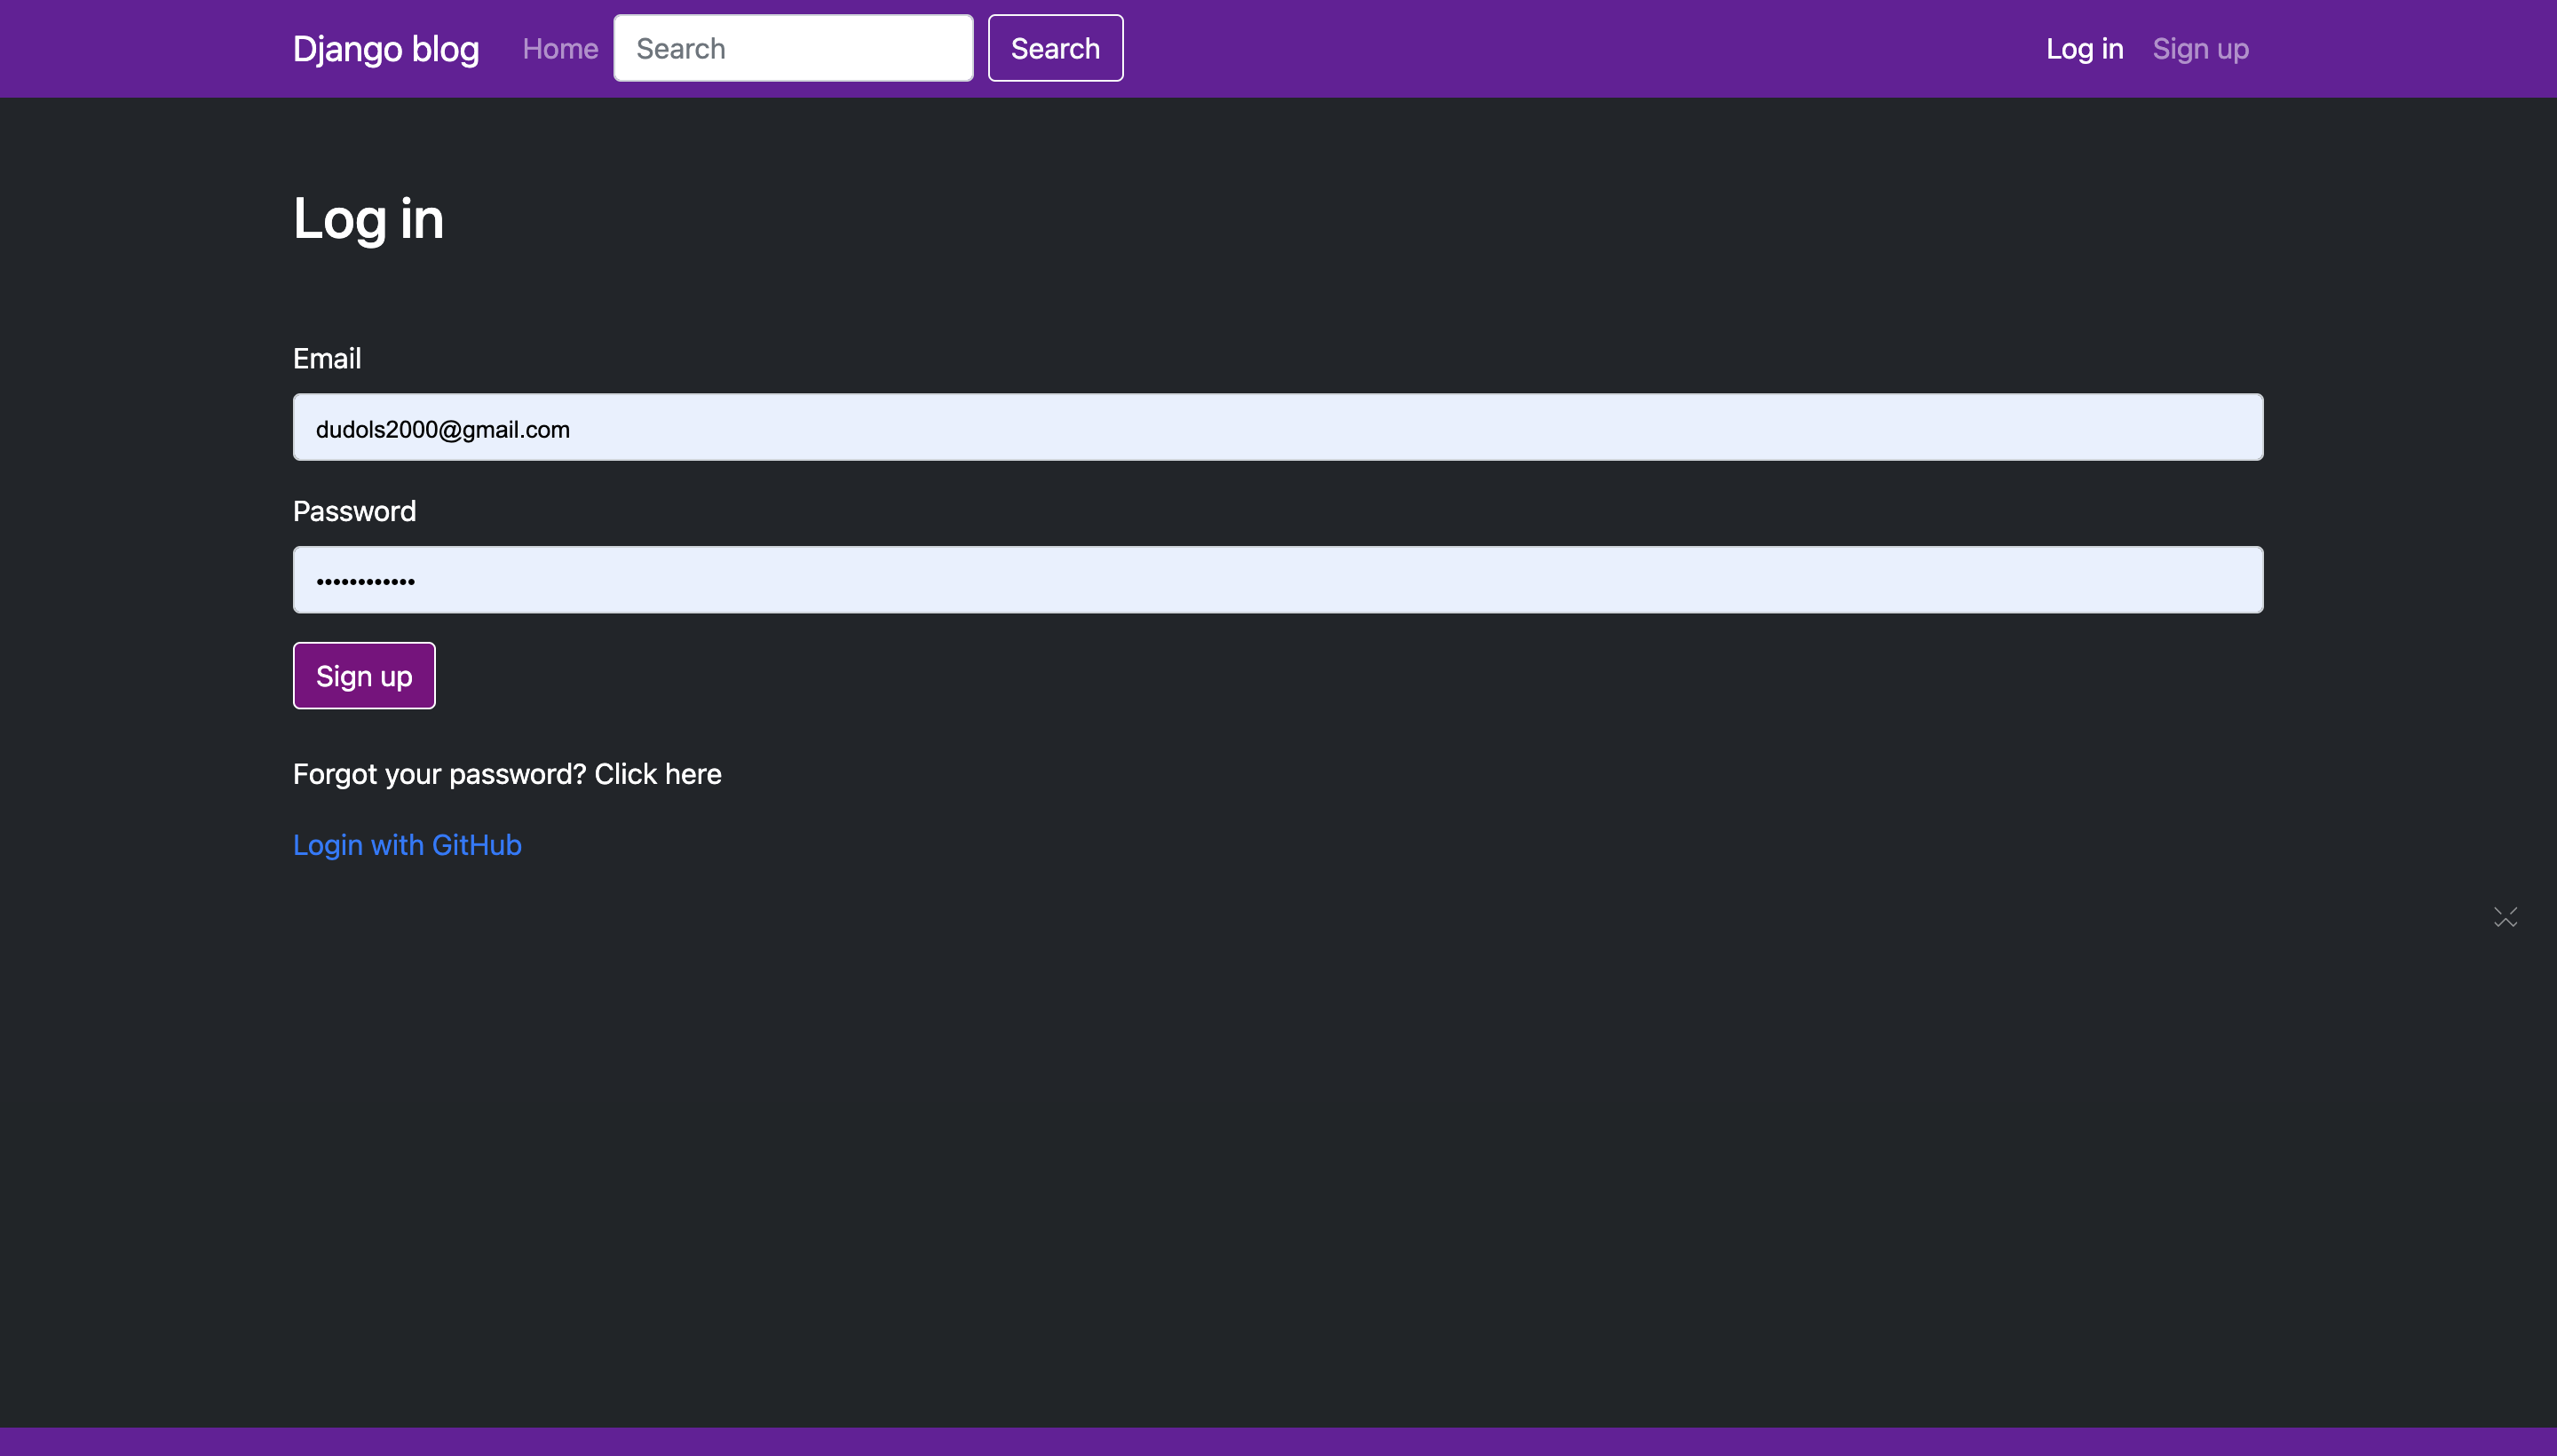 Django blog Home Search Search Log in Sign up
Log in
Email
dudols2000@gmail.com
Password
••••••••••••
Sign up
Forgot your password? Click here
Login with GitHub